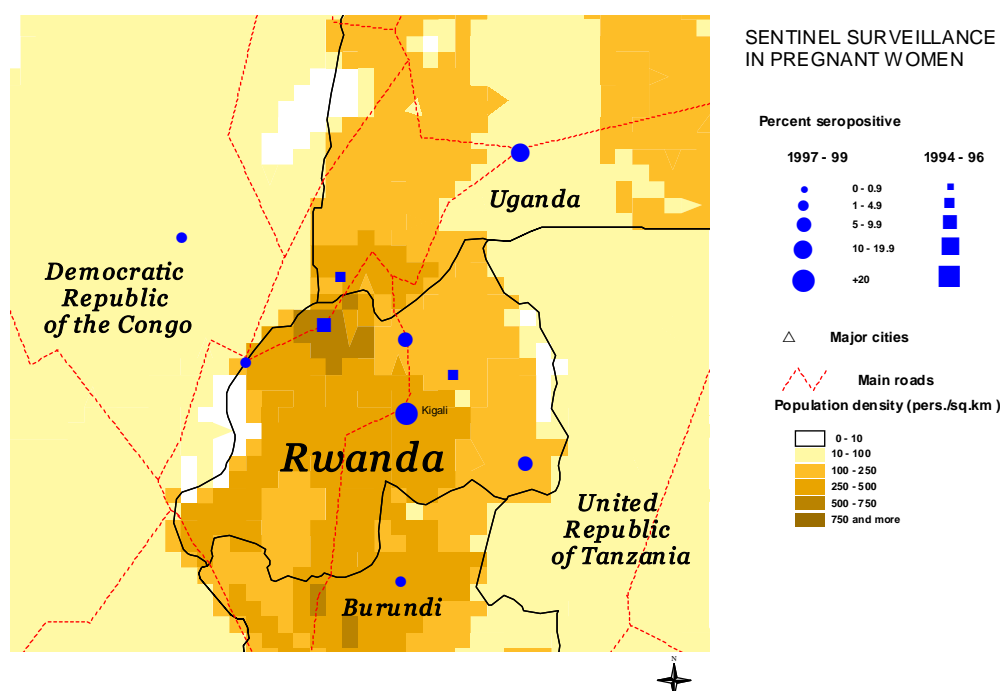 SENTINEL SURVEILLANCE
IN PREGNANT WOMEN
Percent seropositive
1997 - 99
1994 - 96
0 - 0.9
1 - 4.9
5 - 9.9
10 - 19.9
+20
Major cities
Main roads
Population density (pers./sq.km )
0 - 10
10 - 100
100 - 250
250 - 500
500 - 750
750 and more
Uganda
Democratic
Republic
of the Congo
Kigali
Rwanda
United
Republic
of Tanzania
Burundi
N